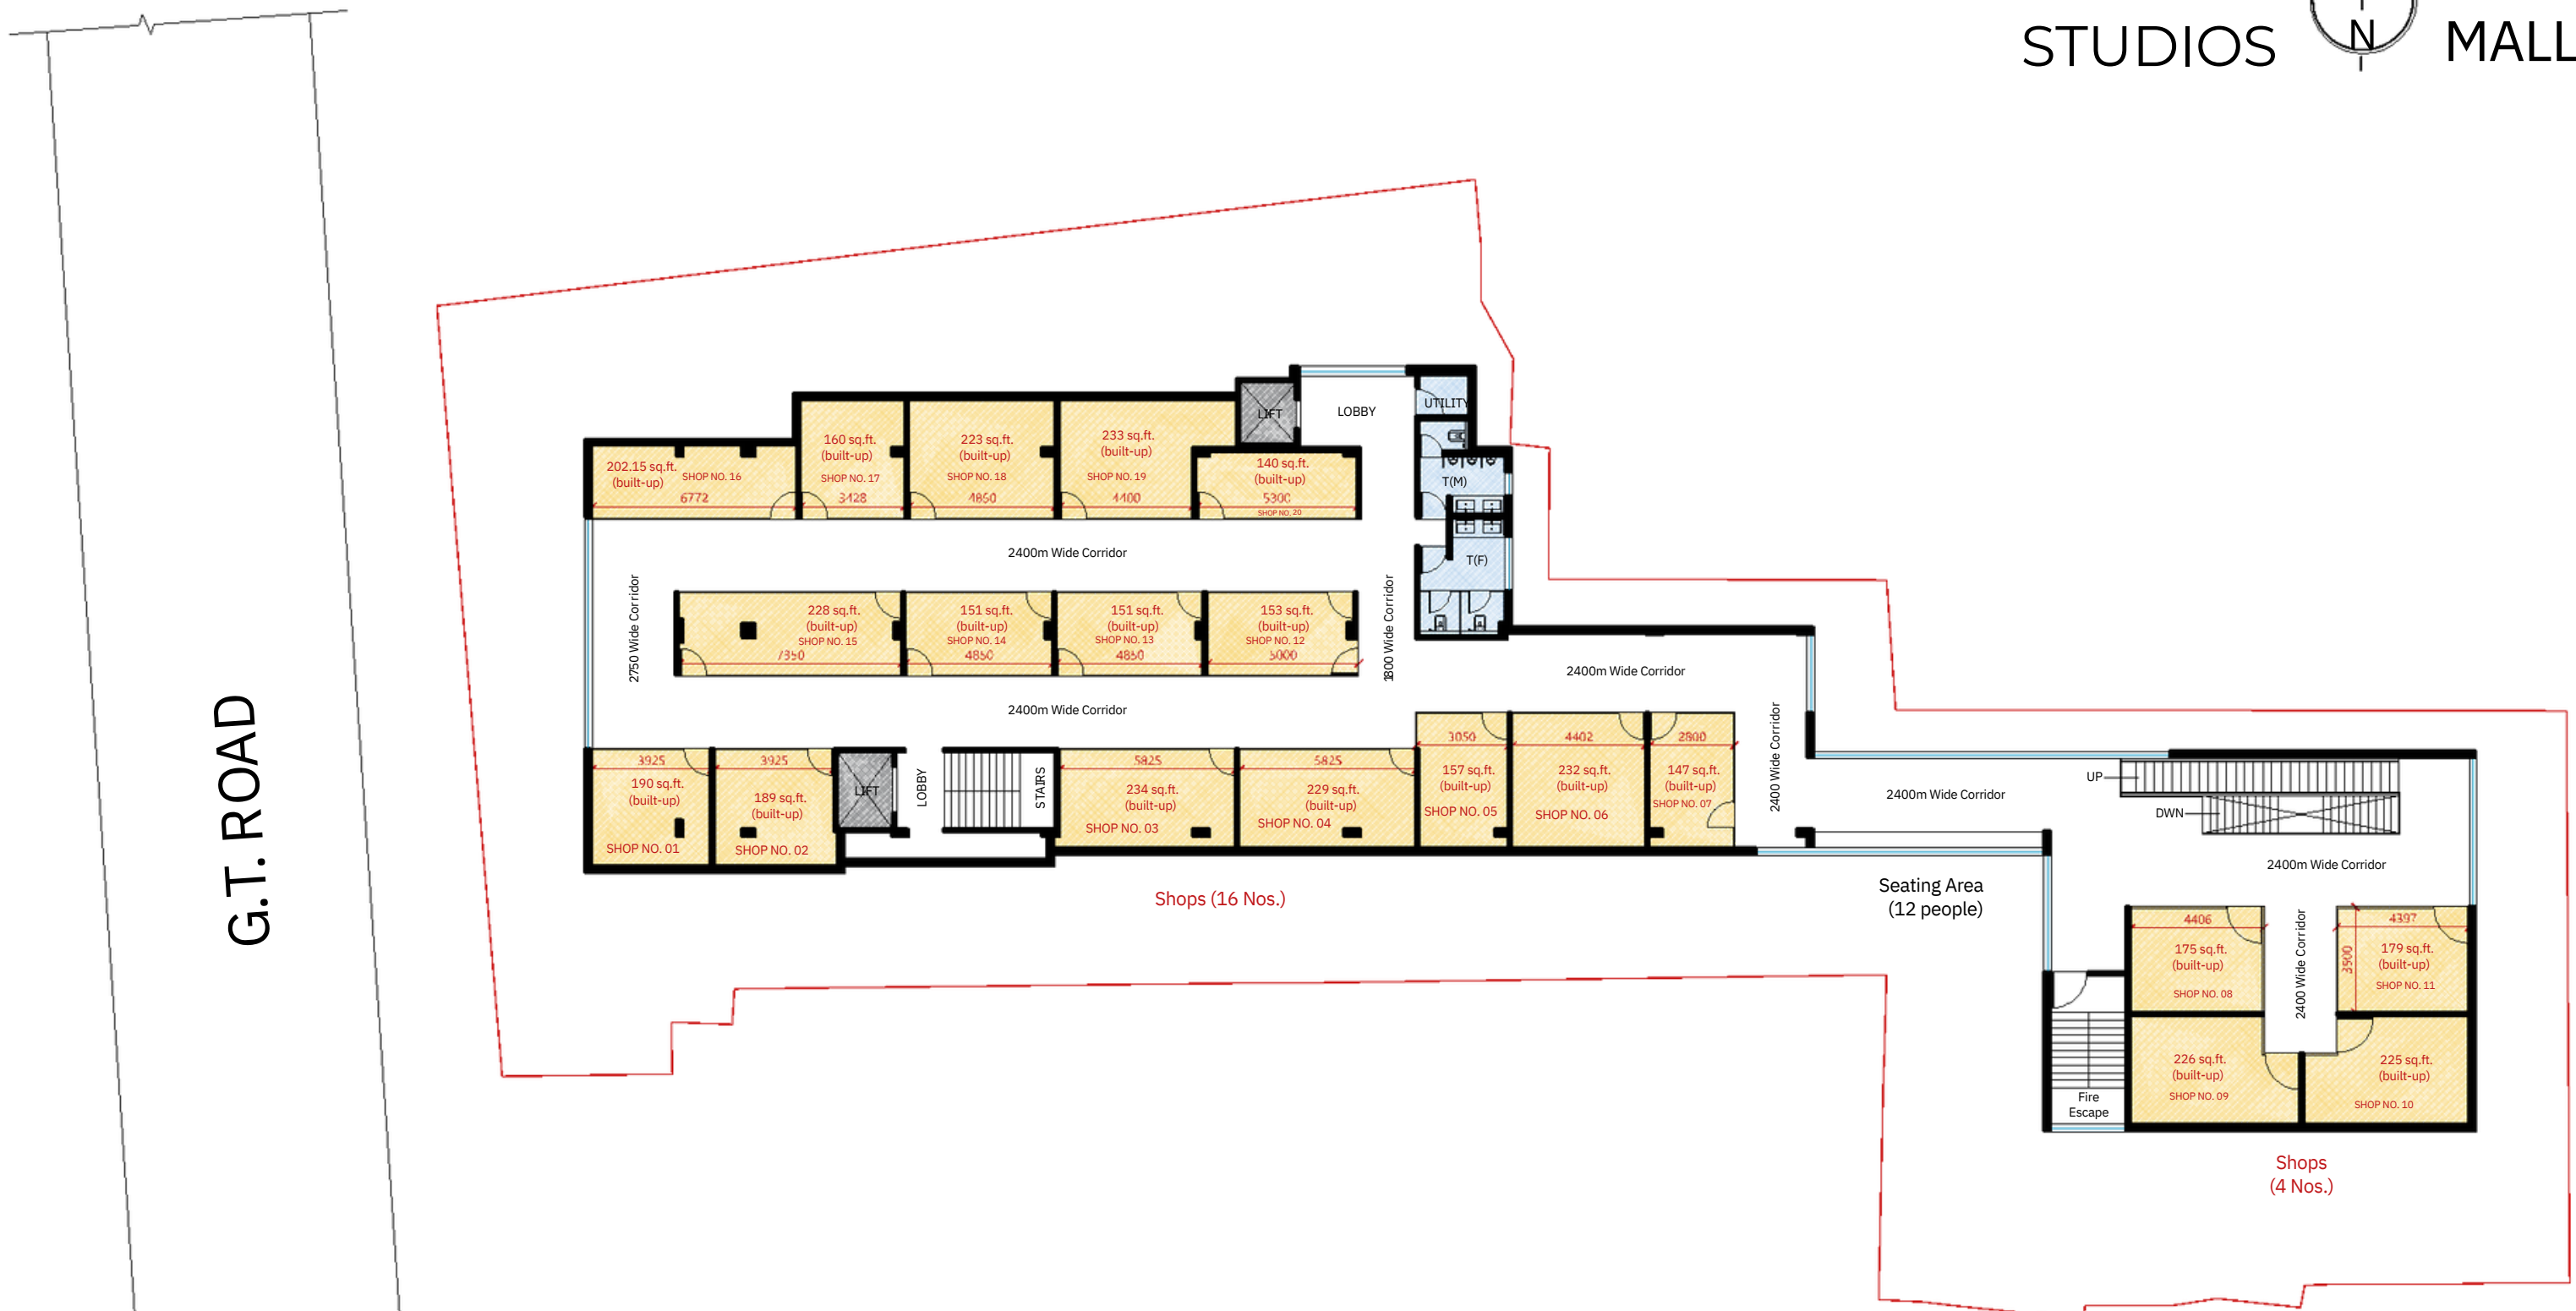 STUDIOS
N
MALL
G.T. ROAD
202.15 sq.ft.
(built-up)
SHOP NO. 16
6772
160 sq.ft.
(built-up)
SHOP NO. 17
3428
223 sq.ft.
(built-up)
SHOP NO. 18
4850
233 sq.ft.
(built-up)
SHOP NO. 19
4400
LIFT
LOBBY
UTILITY
140 sq.ft.
(built-up)
5300
SHOP NO. 20
T(M)
T(F)
2400m Wide Corridor
2750 Wide Corridor
228 sq.ft.
(built-up)
SHOP NO. 15
7350
151 sq.ft.
(built-up)
SHOP NO. 14
4850
151 sq.ft.
(built-up)
SHOP NO. 13
4850
153 sq.ft.
(built-up)
SHOP NO. 12
5000
1800 Wide Corridor
2400m Wide Corridor
2400m Wide Corridor
2400 Wide Corridor
3925
190 sq.ft.
(built-up)
SHOP NO. 01
3925
189 sq.ft.
(built-up)
SHOP NO. 02
LIFT
LOBBY
STAIRS
5825
234 sq.ft.
(built-up)
SHOP NO. 03
5825
229 sq.ft.
(built-up)
SHOP NO. 04
3050
157 sq.ft.
(built-up)
SHOP NO. 05
4402
232 sq.ft.
(built-up)
SHOP NO. 06
2800
147 sq.ft.
(built-up)
SHOP NO. 07
2400m Wide Corridor
UP
DWN
2400m Wide Corridor
Shops (16 Nos.)
Seating Area
(12 people)
4406
175 sq.ft.
(built-up)
SHOP NO. 08
2400 Wide Corridor
4397
3500
179 sq.ft.
(built-up)
SHOP NO. 11
226 sq.ft.
(built-up)
SHOP NO. 09
225 sq.ft.
(built-up)
SHOP NO. 10
Fire
Escape
Shops
(4 Nos.)